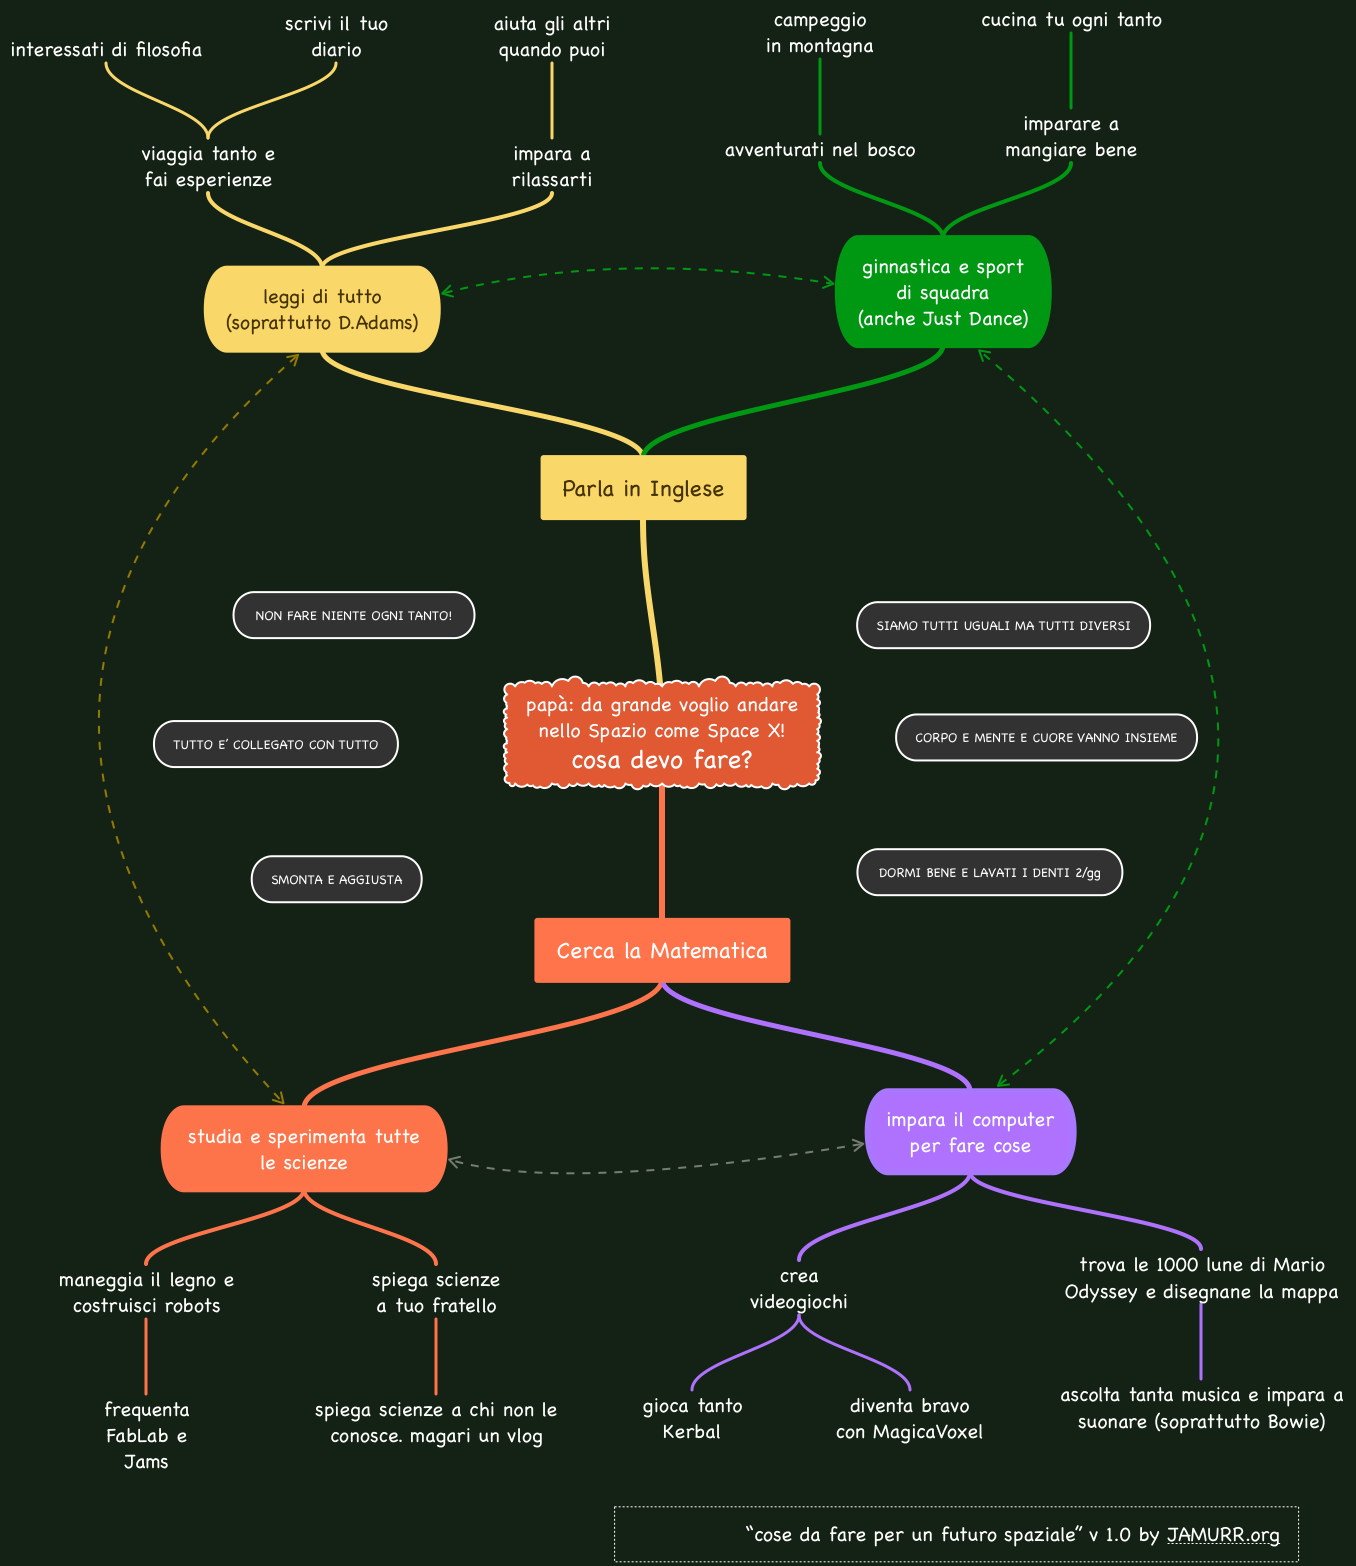 interessati di filosofia
scrivi il tuo
diario
aiuta gli altri
quando puoi
campeggio
in montagna
cucina tu ogni tanto
viaggia tanto e
fai esperienze
impara a
rilassarti
avventurati nel bosco
imparare a
mangiare bene
leggi di tutto
(soprattutto D.Adams)
ginnastica e sport
di squadra
(anche Just Dance)
Parla in Inglese
NON FARE NIENTE OGNI TANTO!
SIAMO TUTTI UGUALI MA TUTTI DIVERSI
papà: da grande voglio andare
nello Spazio come Space X!
cosa devo fare?
TUTTO E' COLLEGATO CON TUTTO
CORPO E MENTE E CUORE VANNO INSIEME
SMONTA E AGGIUSTA
DORMI BENE E LAVATI I DENTI 2/gg
Cerca la Matematica
studia e sperimenta tutte
le scienze
impara il computer
per fare cose
maneggia il legno e
costruisci robots
spiega scienze
a tuo fratello
crea
videogiochi
trova le 1000 lune di Mario
Odyssey e disegnane la mappa
frequenta
FabLab e
Jams
spiega scienze a chi non le
conosce. magari un vlog
gioca tanto
Kerbal
diventa bravo
con MagicaVoxel
ascolta tanta musica e impara a
suonare (soprattutto Bowie)
“cose da fare per un futuro spaziale” v 1.0 by JAMURR.org